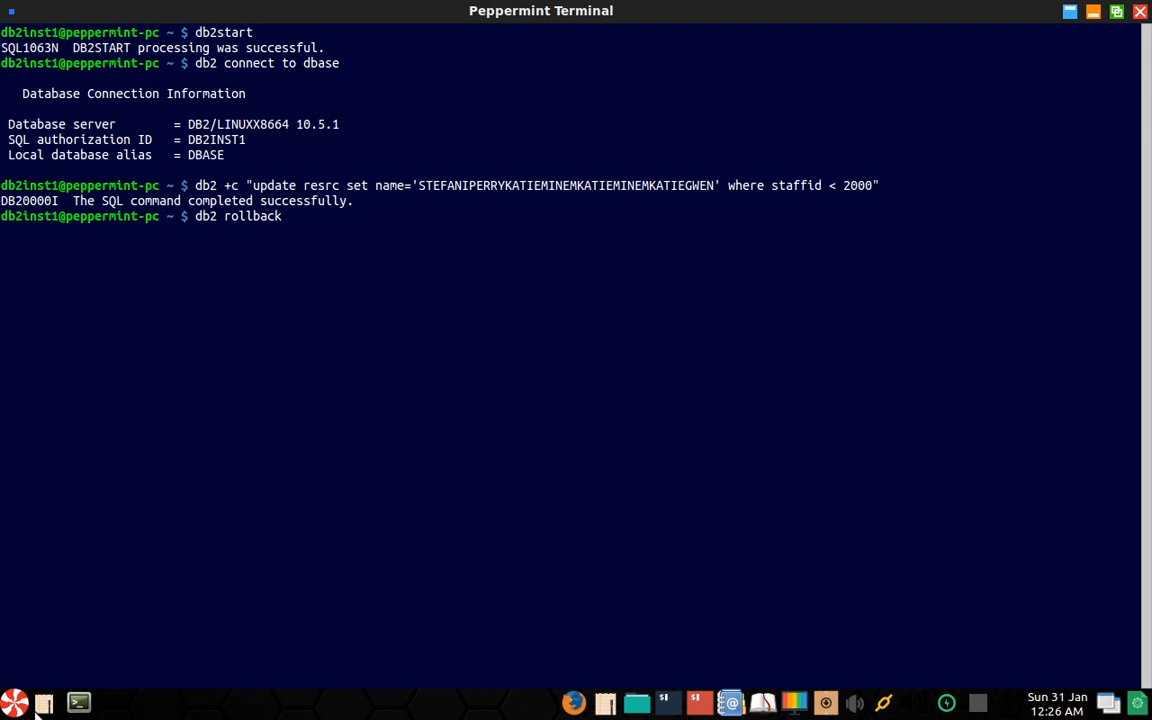 Peppermint Terminal
db2inst1@peppermint-pc ~ $ db2start
SQL1063N  DB2START processing was successful.
db2inst1@peppermint-pc ~ $ db2 connect to dbase
Database Connection Information
Database server        = DB2/LINUXX8664 10.5.1
SQL authorization ID   = DB2INST1
Local database alias   = DBASE
db2inst1@peppermint-pc ~ $ db2 +c "update resrc set name='STEFANIPERRYKATIEMINEMKATIEMINEMKATIEGWEN' where staffid < 2000"
DB20000I  The SQL command completed successfully.
db2inst1@peppermint-pc ~ $ db2 rollback
Sun 31 Jan
12:26 AM